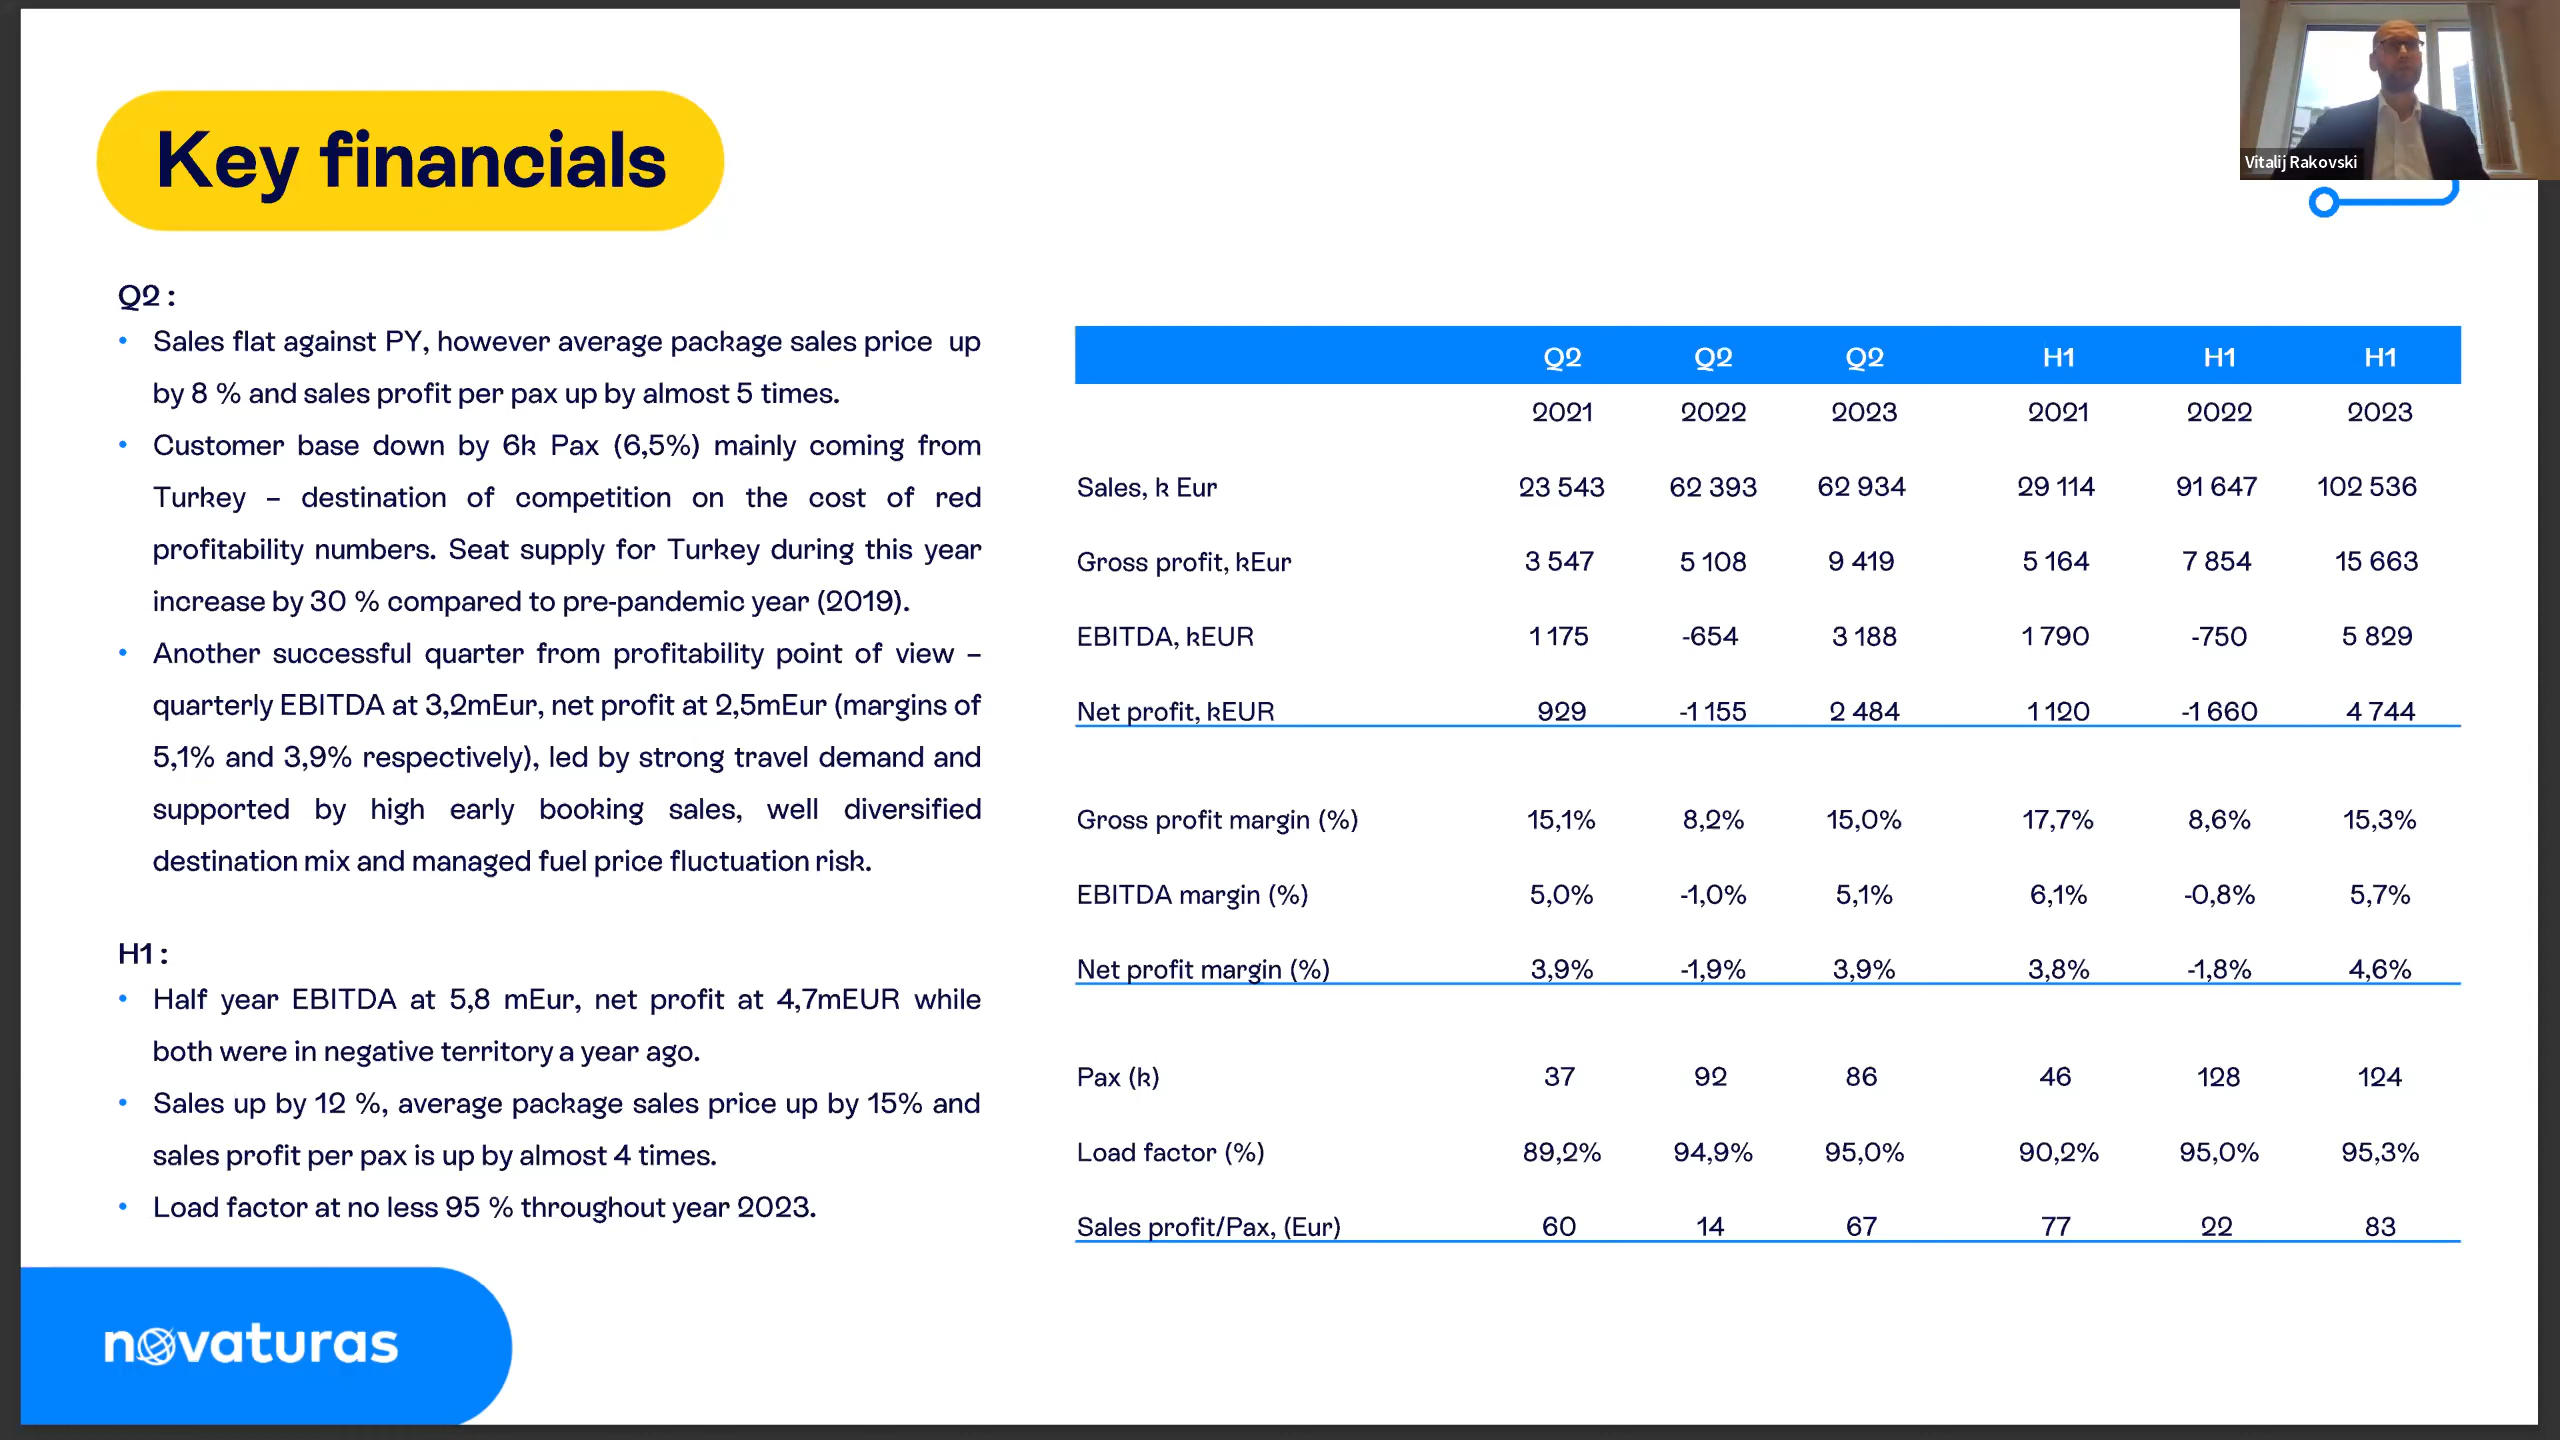 Vitalij Rakovski
Key financials
Q2 :
• Sales flat against PY, however average package sales price up
by 8 % and sales profit per pax up by almost 5 times.
• Customer base down by 6k Pax (6,5%) mainly coming from
Turkey – destination of competition on the cost of red
profitability numbers. Seat supply for Turkey during this year
increase by 30 % compared to pre-pandemic year (2019).
• Another successful quarter from profitability point of view –
quarterly EBITDA at 3,2mEur, net profit at 2,5mEur (margins of
5,1% and 3,9% respectively), led by strong travel demand and
supported by high early booking sales, well diversified
destination mix and managed fuel price fluctuation risk.
H1 :
• Half year EBITDA at 5,8 mEur, net profit at 4,7mEUR while
both were in negative territory a year ago.
• Sales up by 12 %, average package sales price up by 15% and
sales profit per pax is up by almost 4 times.
• Load factor at no less 95 % throughout year 2023.
Q2 Q2 Q2 H1 H1 H1
2021 2022 2023 2021 2022 2023
Sales, k Eur 23 543 62 393 62 934 29 114 91 647 102 536
Gross profit, kEur 3 547 5 108 9 419 5 164 7 854 15 663
EBITDA, kEUR 1 175 -654 3 188 1 790 -750 5 829
Net profit, kEUR 929 -1 155 2 484 1 120 -1 660 4 744
Gross profit margin (%) 15,1% 8,2% 15,0% 17,7% 8,6% 15,3%
EBITDA margin (%) 5,0% -1,0% 5,1% 6,1% -0,8% 5,7%
Net profit margin (%) 3,9% -1,9% 3,9% 3,8% -1,8% 4,6%
Pax (k) 37 92 86 46 128 124
Load factor (%) 89,2% 94,9% 95,0% 90,2% 95,0% 95,3%
Sales profit/Pax, (Eur) 60 14 67 77 22 83
novaturas